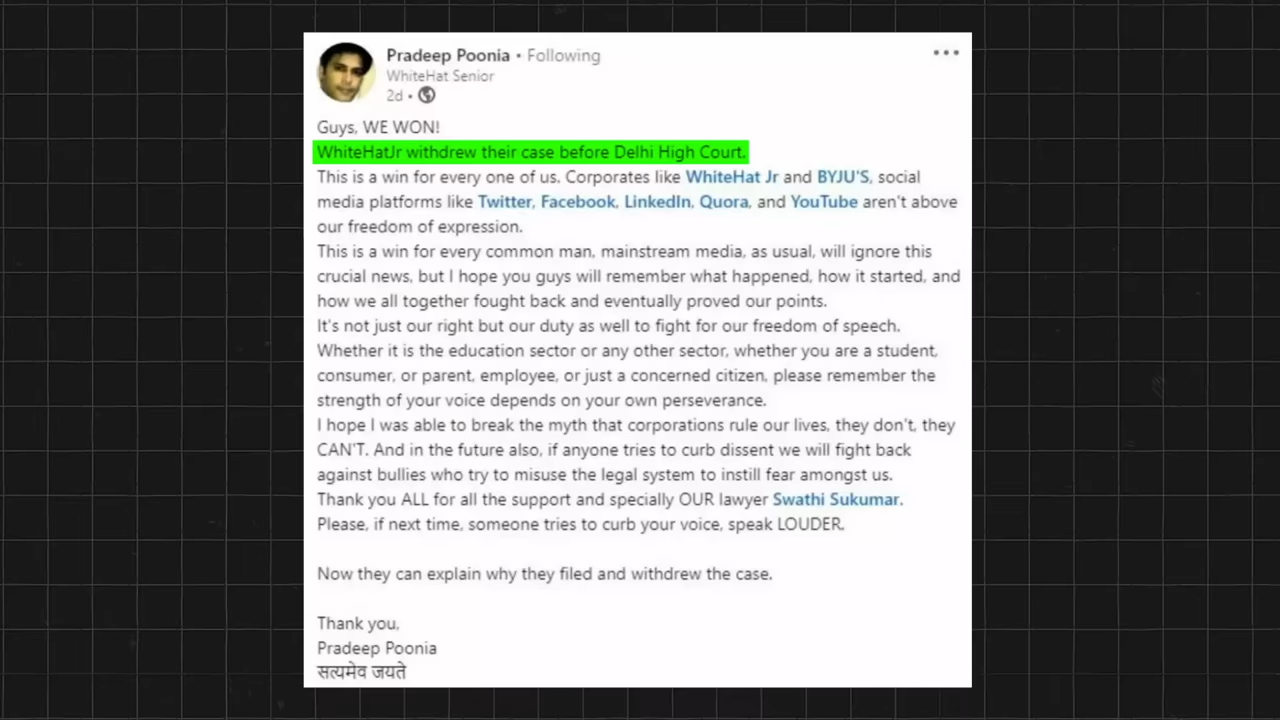 Pradeep Poonia • Following
WhiteHat Senior
2d •
Guys, WE WON!
WhiteHatJr withdrew their case before Delhi High Court.
This is a win for every one of us. Corporates like WhiteHat Jr and BYJU'S, social
media platforms like Twitter, Facebook, LinkedIn, Quora, and YouTube aren't above
our freedom of expression.
This is a win for every common man, mainstream media, as usual, will ignore this
crucial news, but I hope you guys will remember what happened, how it started, and
how we all together fought back and eventually proved our points.
It's not just our right but our duty as well to fight for our freedom of speech.
Whether it is the education sector or any other sector, whether you are a student,
consumer, or parent, employee, or just a concerned citizen, please remember the
strength of your voice depends on your own perseverance.
I hope I was able to break the myth that corporations rule our lives, they don't, they
CAN'T. And in the future also, if anyone tries to curb dissent we will fight back
against bullies who try to misuse the legal system to instill fear amongst us.
Thank you ALL for all the support and specially OUR lawyer Swathi Sukumar.
Please, if next time, someone tries to curb your voice, speak LOUDER.
Now they can explain why they filed and withdrew the case.
Thank you,
Pradeep Poonia
सत्यमेव जयते